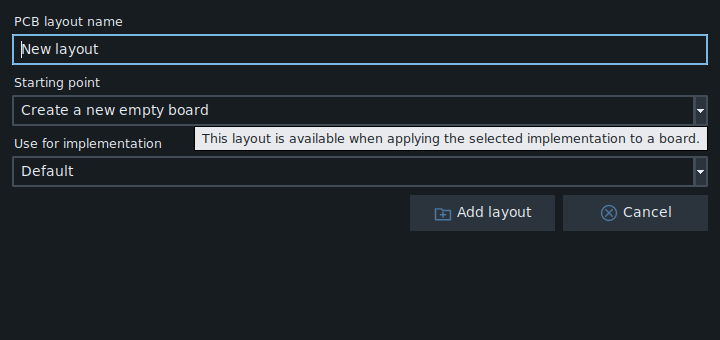 PCB layout name
New layout
Starting point
Create a new empty board
Use for implementation
This layout is available when applying the selected implementation to a board.
Default
Add layout
Cancel